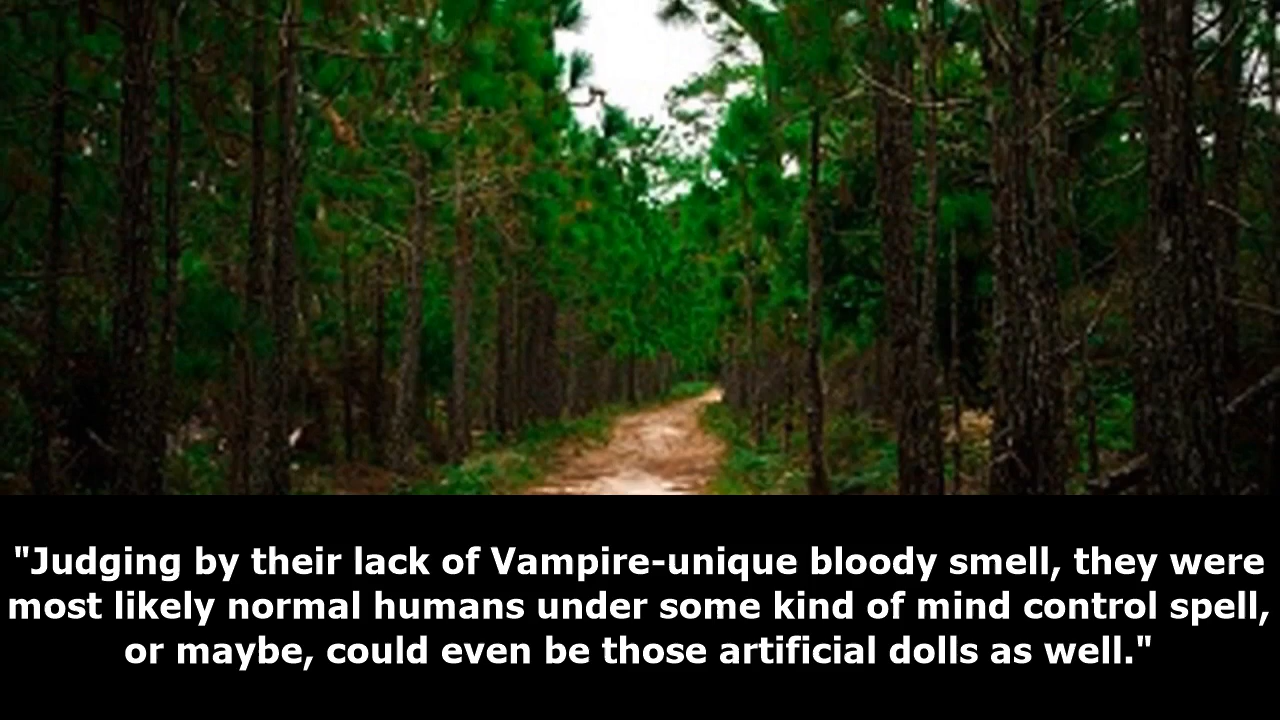 "Judging by their lack of Vampire-unique bloody smell, they were
most likely normal humans under some kind of mind control spell,
or maybe, could even be those artificial dolls as well."